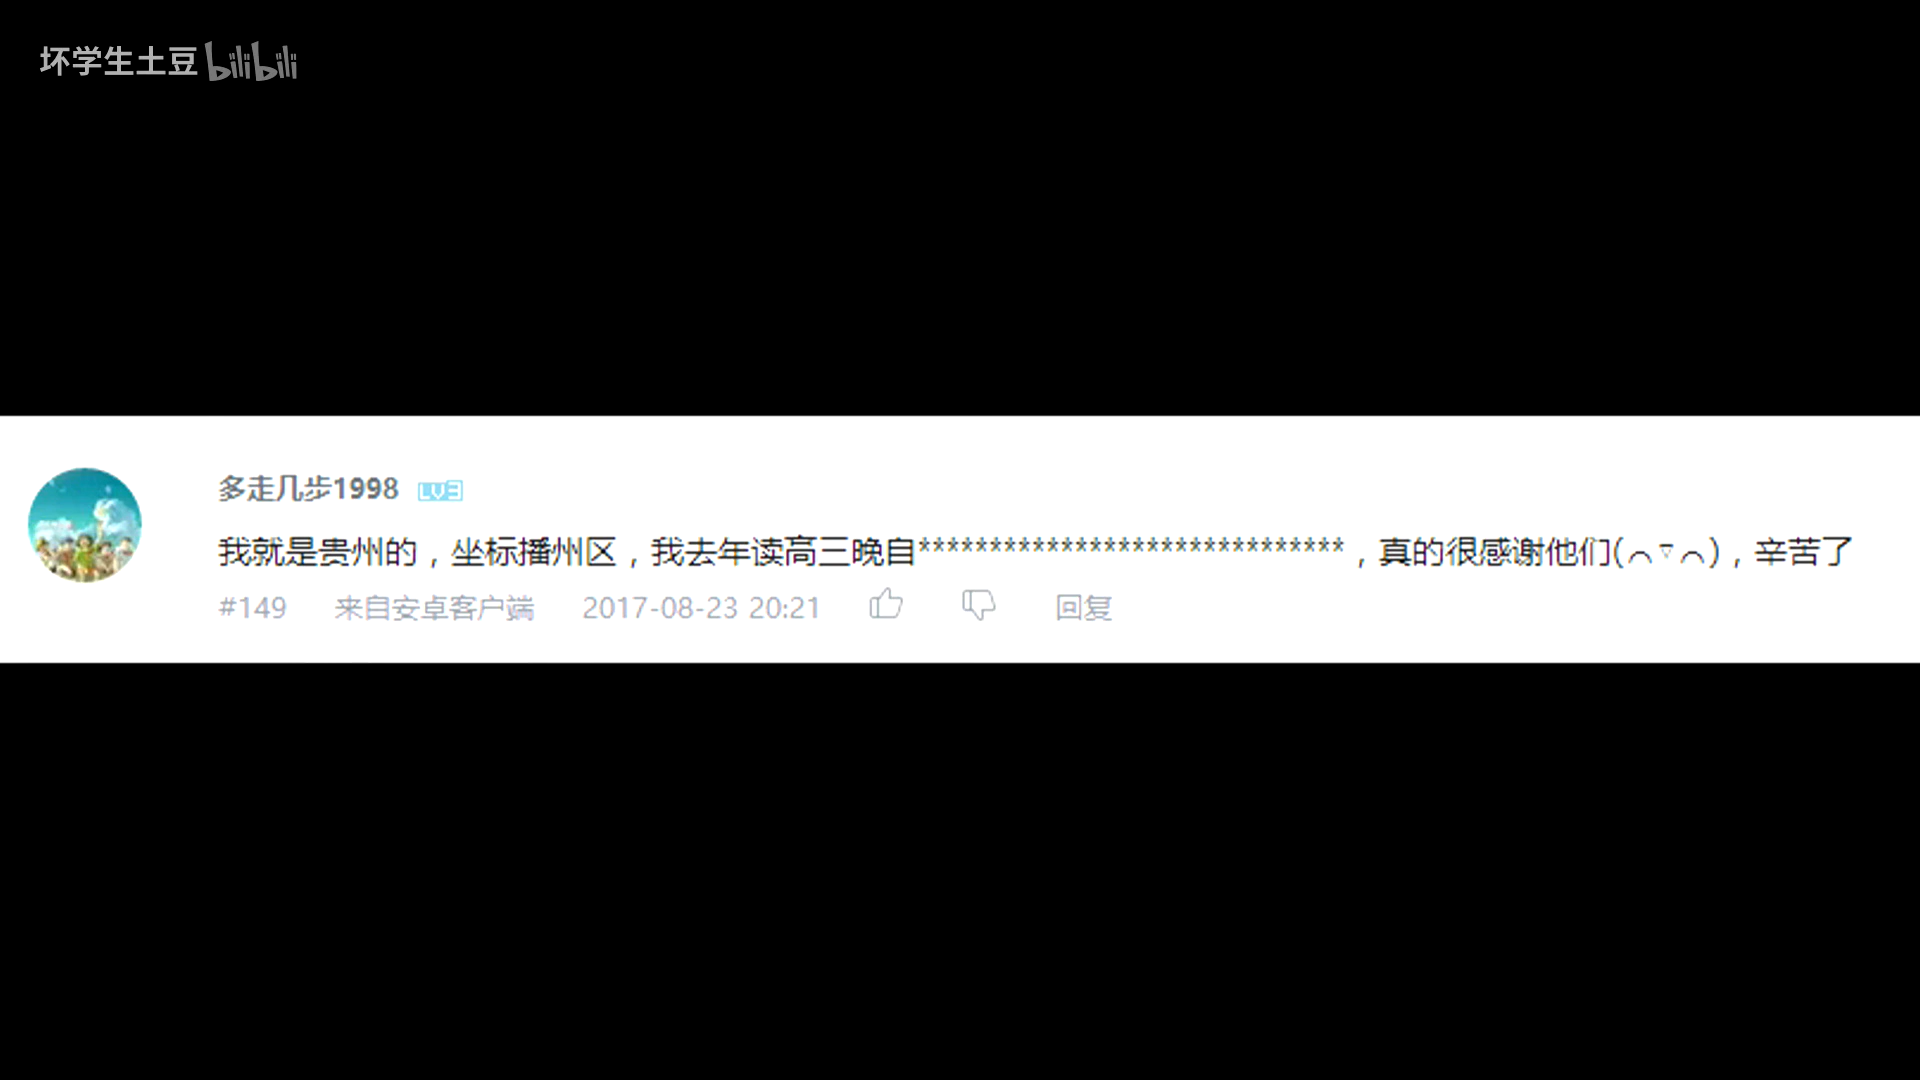 坏学生土豆 bilibili
多走几步1998 LV3
我就是贵州的，坐标播州区，我去年读高三晚自******************************，真的很感谢他们(⌒▽⌒)，辛苦了
#149 来自安卓客户端 2017-08-23 20:21 回复